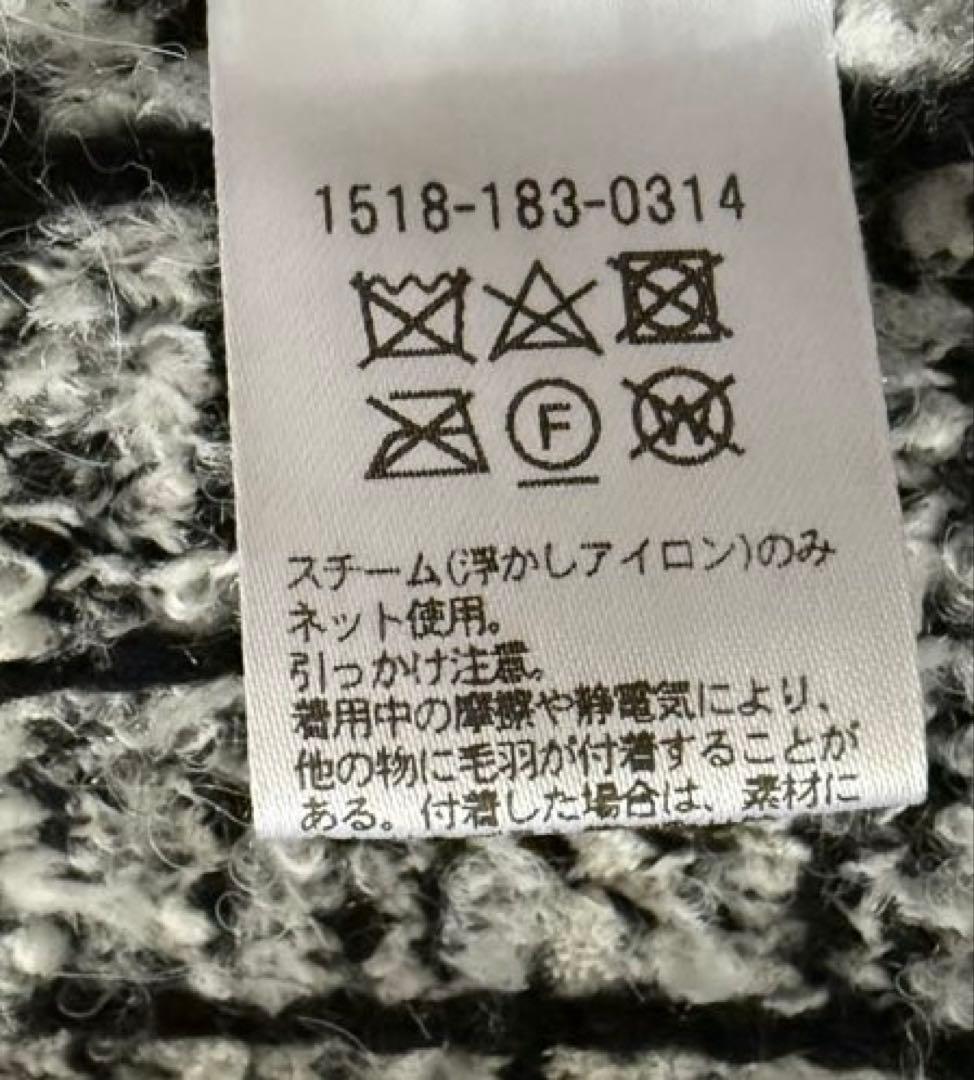 1518-183-0314
F
W
スチーム(浮かしアイロン)のみ
ネット使用。
引っかけ注意。
着用中の摩擦や静電気により、
他の物に毛羽が付着することが
ある。付着した場合は、素材に